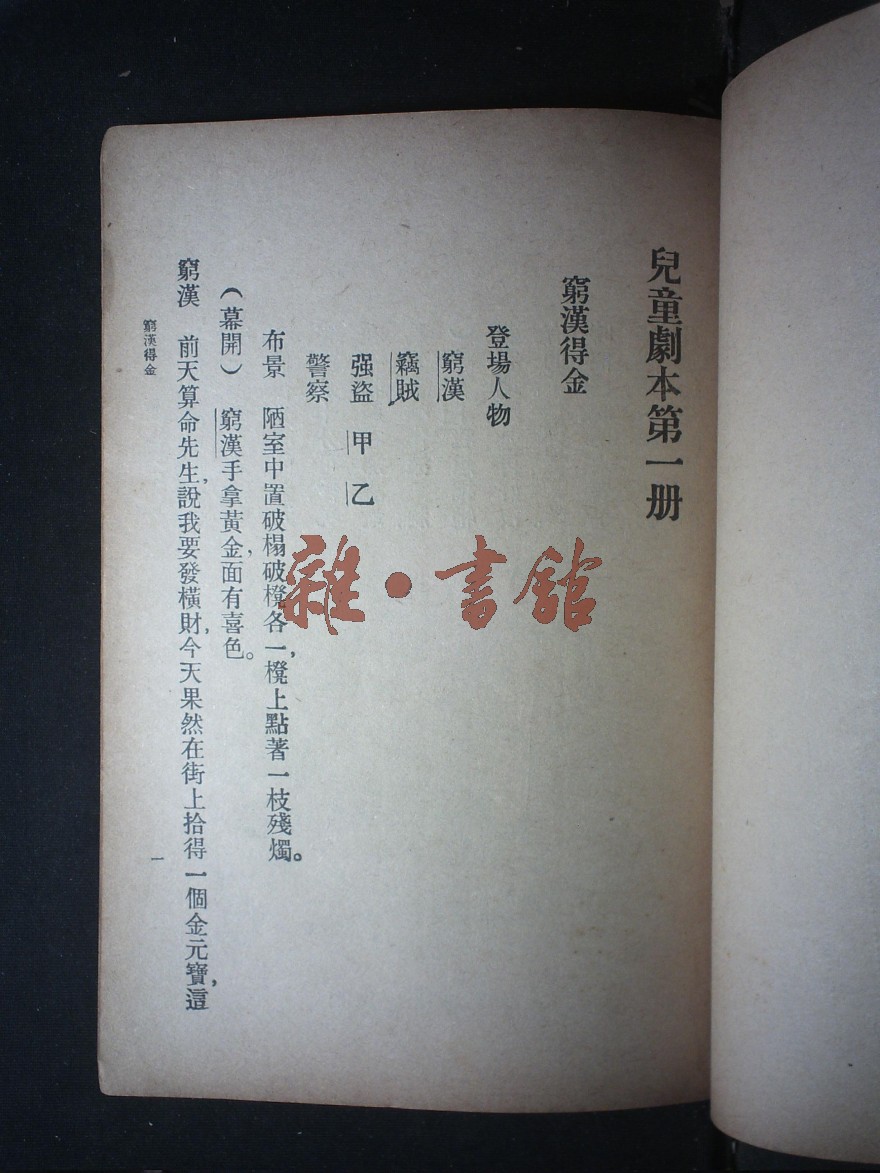 兒童劇本第一册
窮漢得金
登場人物
窮漢
竊賊
强盜 甲 乙
警察
布景 陋室中置破榻破櫈各一,櫈上點著一枝殘燭。
（幕開）窮漢手拿黃金,面有喜色。
窮漢 前天算命先生,說我要發橫財,今天果然在街上拾得一個金元寶,這
窮漢得金
一
雜·書館